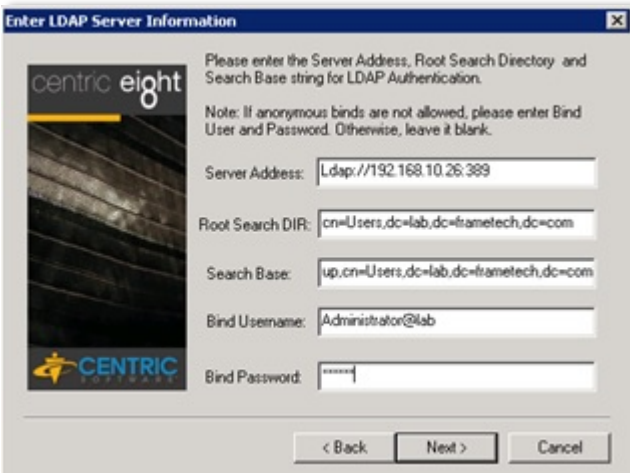 Enter LDAP Server Information
centric eight
Please enter the Server Address, Root Search Directory and
Search Base string for LDAP Authentication.
Note: If anonymous binds are not allowed, please enter Bind
User and Password. Otherwise, leave it blank.
Server Address: Ldap://192.168.10.26:389
Root Search DIR: cn=Users,dc=lab,dc=frametech,dc=com
Search Base: up,cn=Users,dc=lab,dc=frametech,dc=com
Bind Username: Administrator@lab
Bind Password:
CENTRIC
SOFTWARE
< Back Next > Cancel